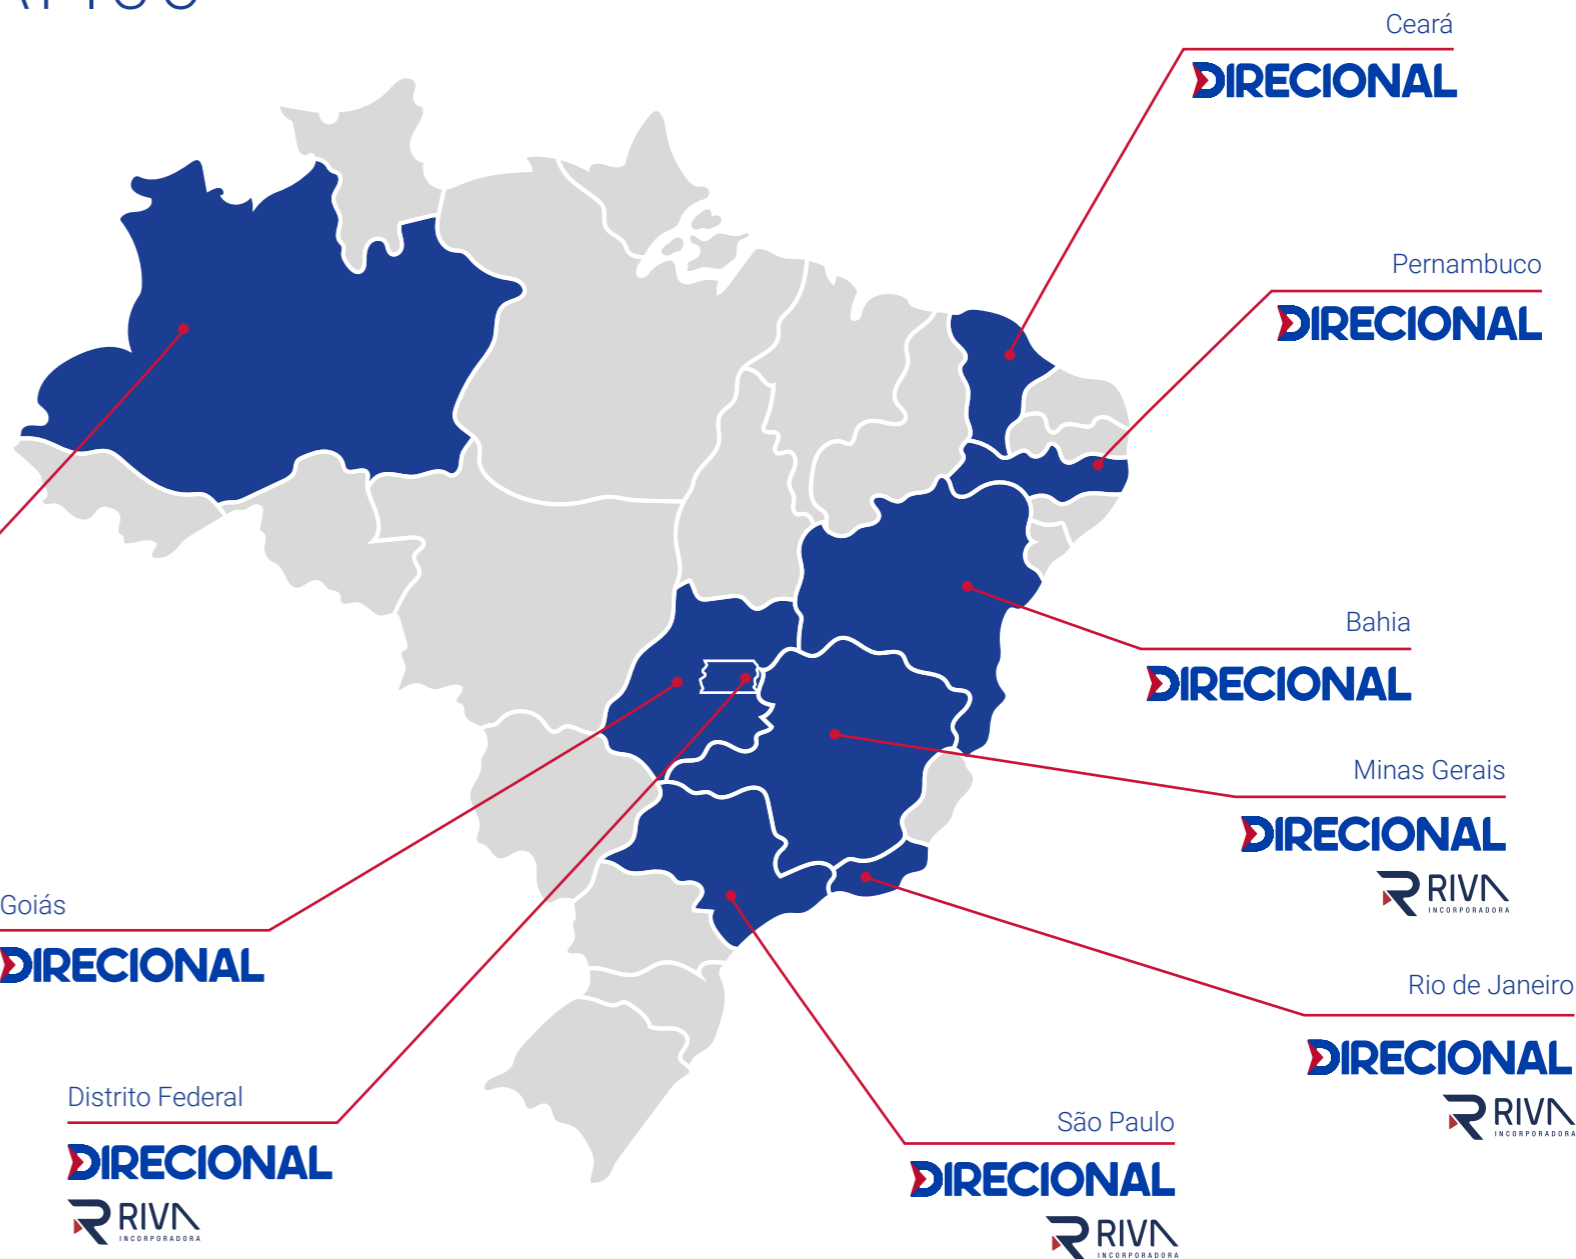 Ceará
DIRECIONAL
Pernambuco
DIRECIONAL
Bahia
DIRECIONAL
Minas Gerais
DIRECIONAL
RIVA
INCORPORADORA
Goiás
DIRECIONAL
Rio de Janeiro
DIRECIONAL
RIVA
INCORPORADORA
Distrito Federal
DIRECIONAL
RIVA
INCORPORADORA
São Paulo
DIRECIONAL
RIVA
INCORPORADORA